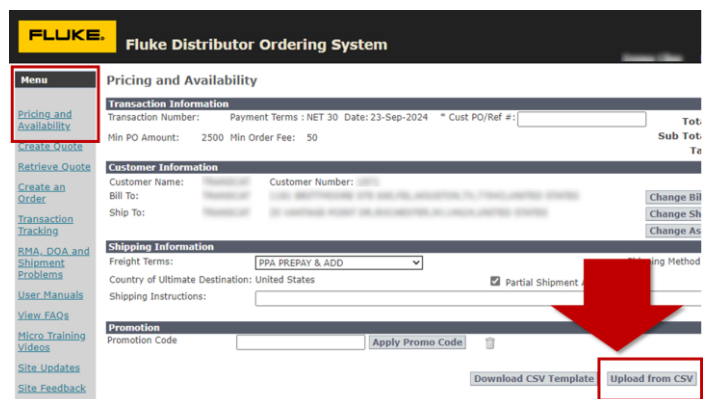 FLUKE®
Fluke Distributor Ordering System
Menu
Pricing and
Availability
Create Quote
Retrieve Quote
Create an
Order
Transaction
Tracking
RMA, DOA and
Shipment
Problems
User Manuals
View FAQs
Micro Training
Videos
Site Updates
Site Feedback
Pricing and Availability
Transaction Information
Transaction Number: Payment Terms : NET 30 Date: 23-Sep-2024 * Cust PO/Ref #:
Min PO Amount: 2500 Min Order Fee: 50
Sub
Customer Information
Customer Name: Customer Number:
Bill To:
Change
Ship To:
Change
Change
Shipping Information
Freight Terms: PPA PREPAY & ADD Method
Country of Ultimate Destination: United States Partial Shipment
Shipping Instructions:
Promotion
Promotion Code Apply Promo Code
Download CSV Template Upload from CSV